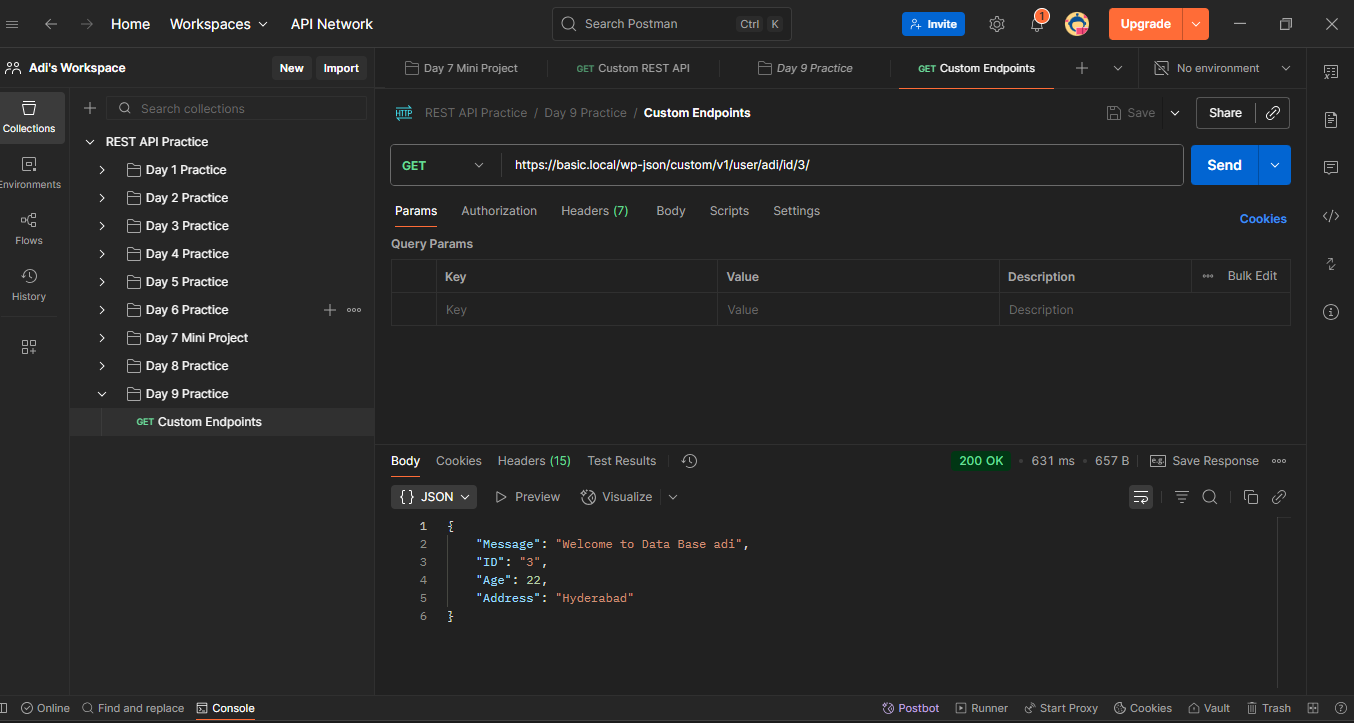 Home Workspaces API Network Search Postman Ctrl K Invite 1 Upgrade
Adi's Workspace New Import
Day 7 Mini Project GET Custom REST API Day 9 Practice GET Custom Endpoints No environment
Collections
Environments
Flows
History
Search collections
REST API Practice
Day 1 Practice
Day 2 Practice
Day 3 Practice
Day 4 Practice
Day 5 Practice
Day 6 Practice
Day 7 Mini Project
Day 8 Practice
Day 9 Practice
GET Custom Endpoints
HTTP REST API Practice / Day 9 Practice / Custom Endpoints Save Share
GET https://basic.local/wp-json/custom/v1/user/adi/id/3/ Send
Params Authorization Headers (7) Body Scripts Settings Cookies
Query Params
Key Value Description Bulk Edit
Key Value Description
Body Cookies Headers (15) Test Results 200 OK 631 ms 657 B e.g. Save Response
{} JSON Preview Visualize
1 {
2 "Message": "Welcome to Data Base adi",
3 "ID": "3",
4 "Age": 22,
5 "Address": "Hyderabad"
6 }
Online Find and replace Console Postbot Runner Start Proxy Cookies Vault Trash